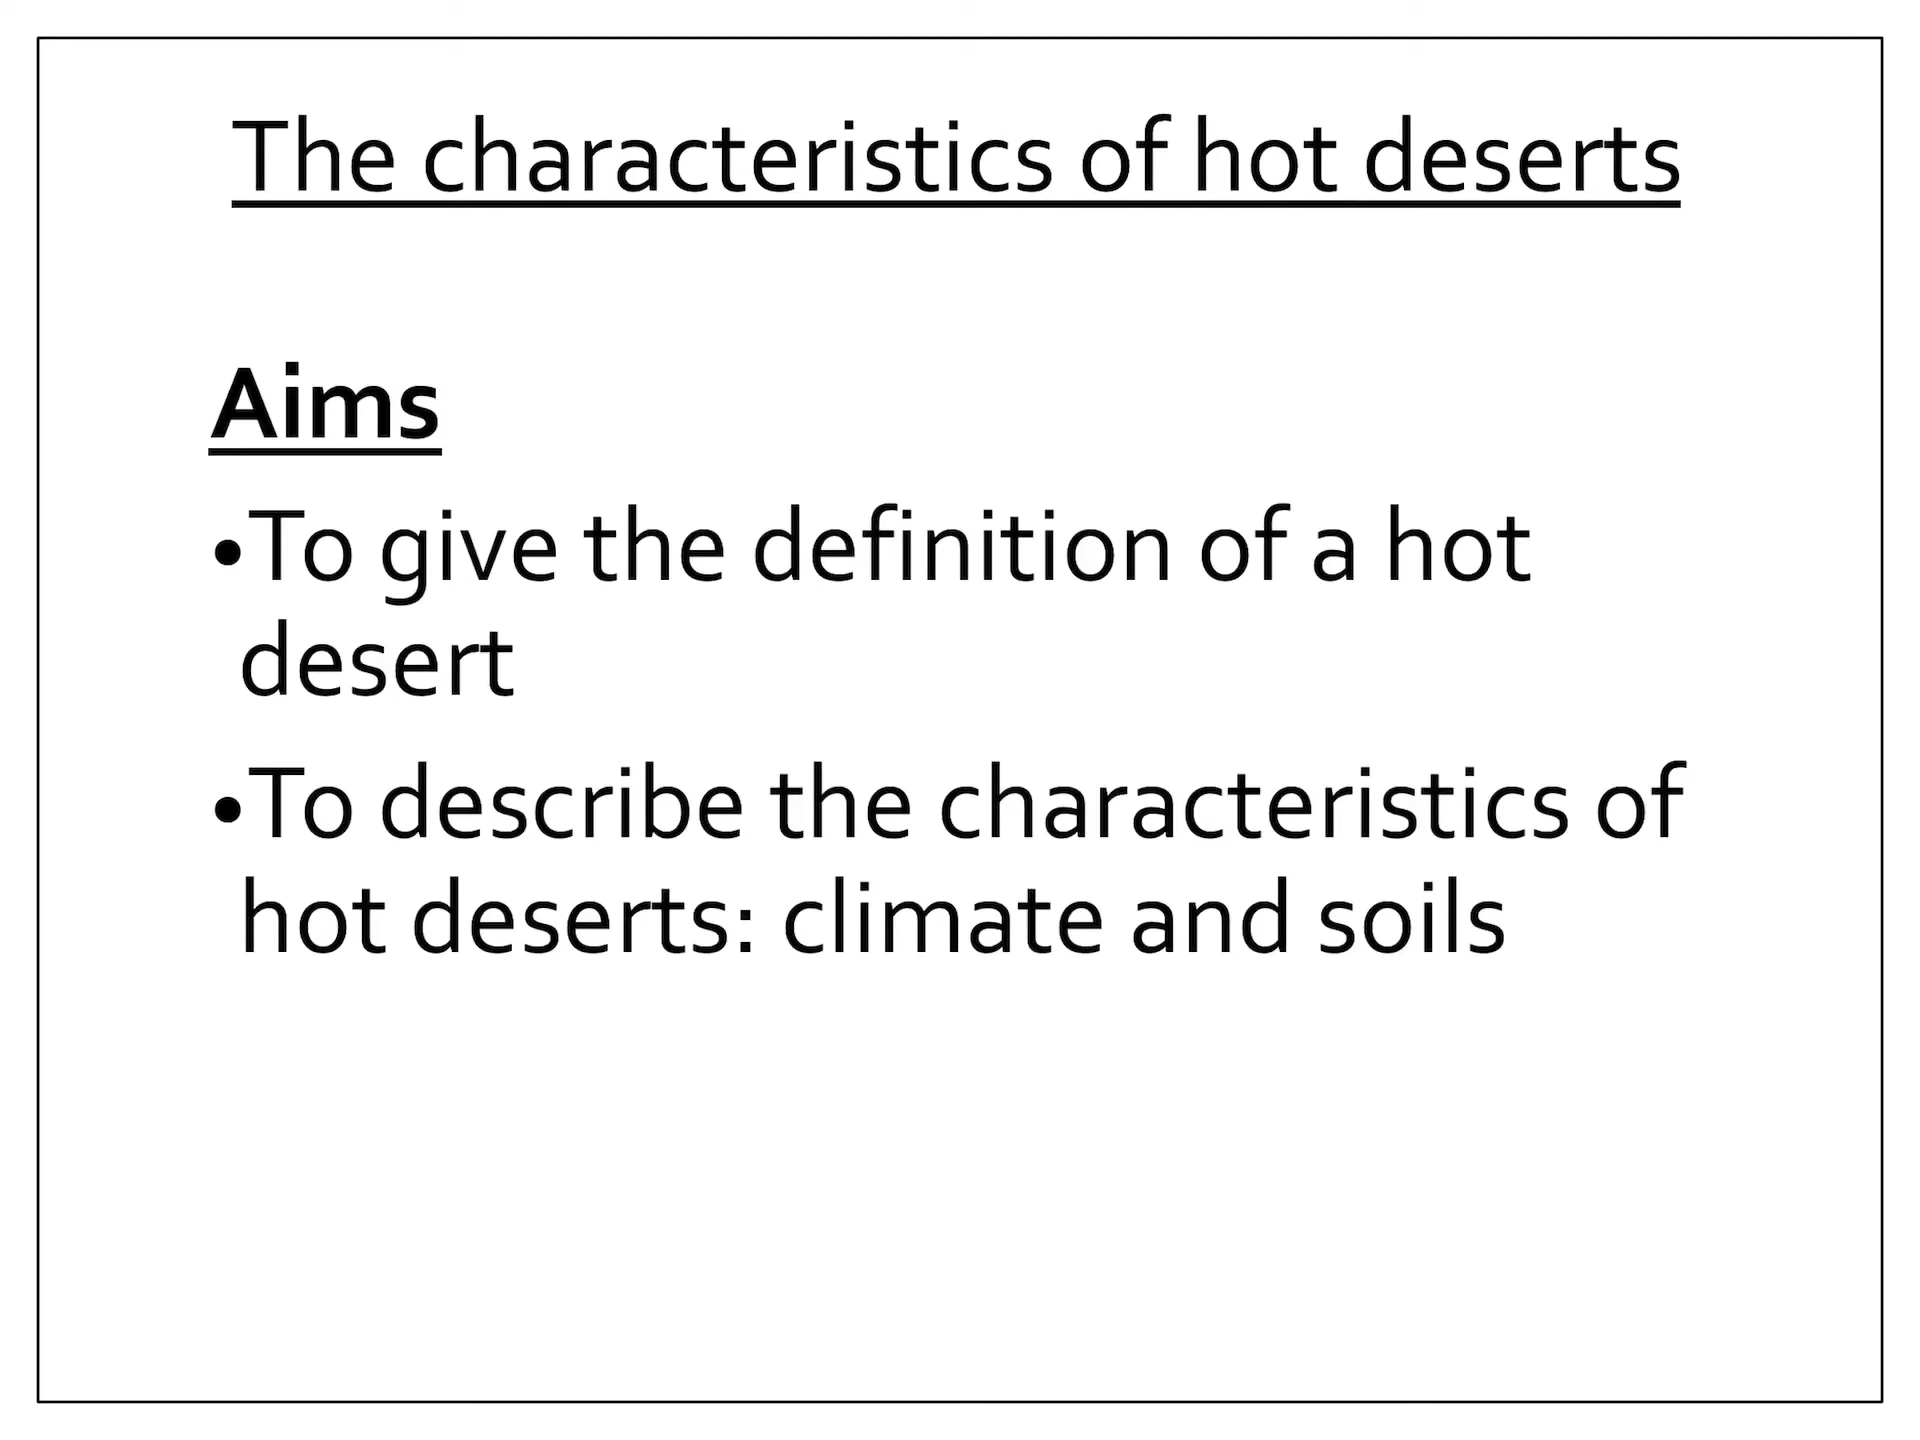 The characteristics of hot deserts
Aims
•To give the definition of a hot
desert
•To describe the characteristics of
hot deserts: climate and soils